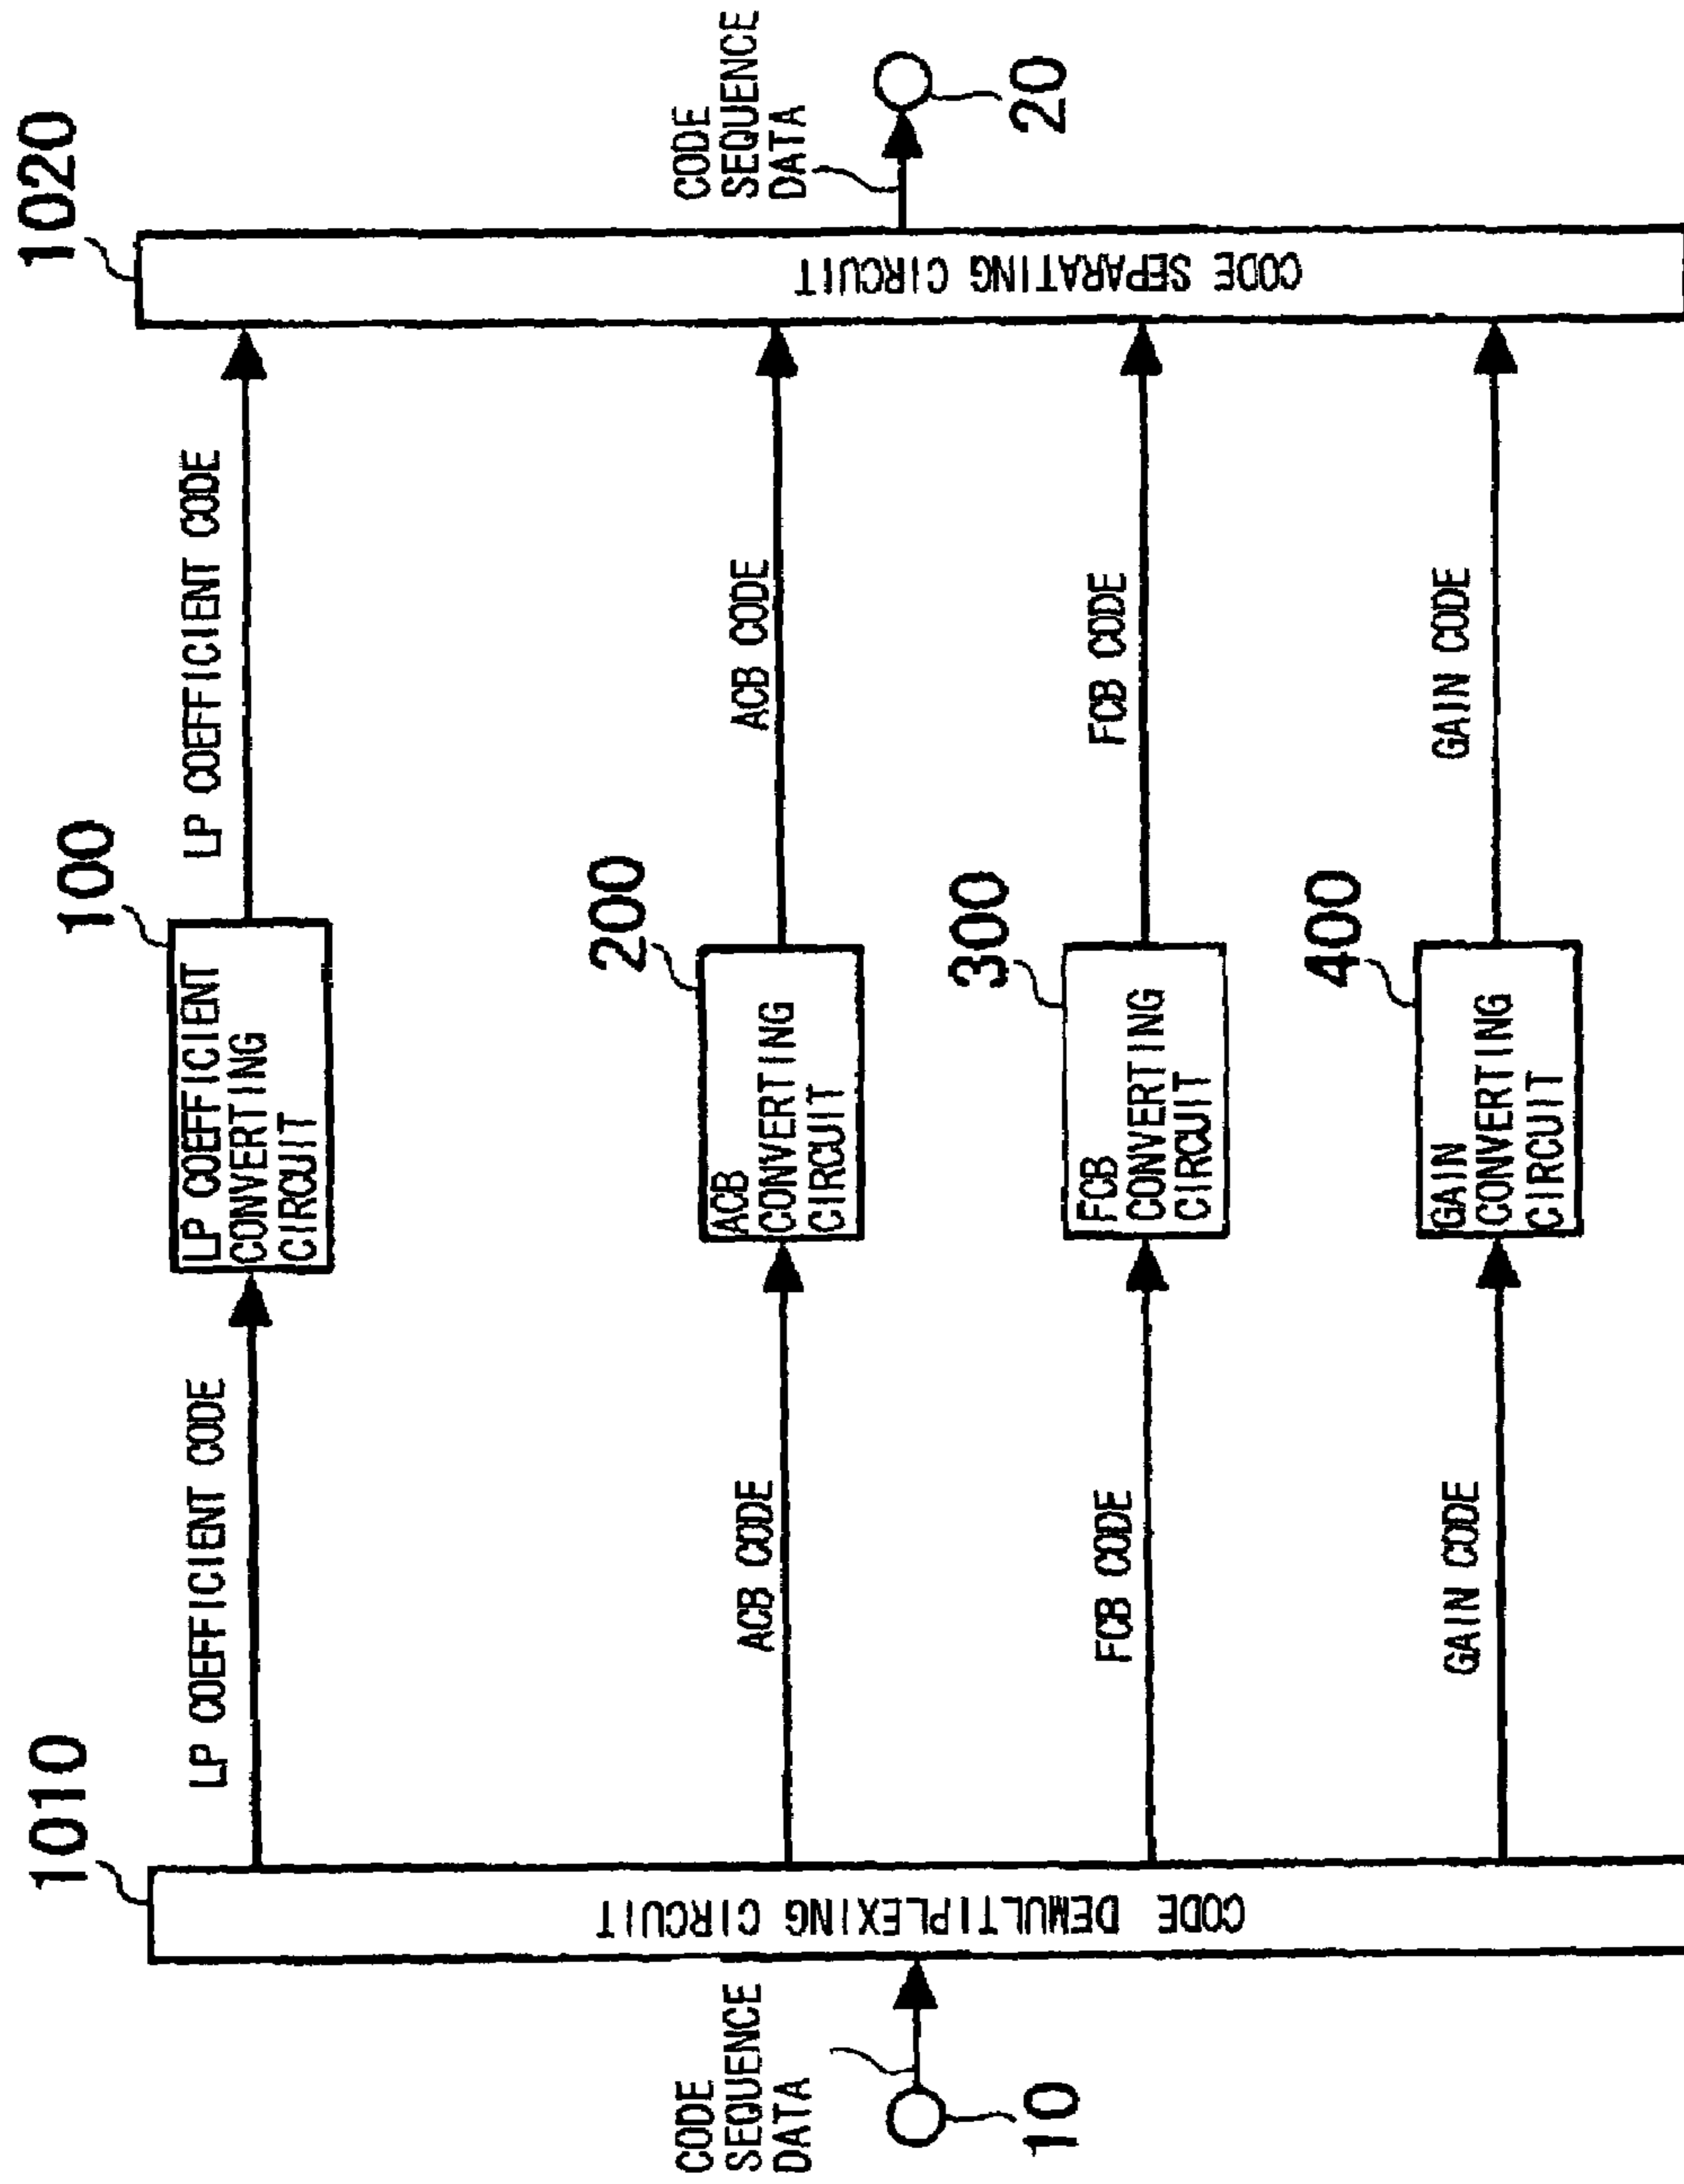 1010
1020
CODE
SEQUENCE
DATA
10
CODE DEMULTIPLEXING CIRCUIT
LP COEFFICIENT CODE
100
LP COEFFICIENT
CONVERTING
CIRCUIT
LP COEFFICIENT CODE
ACB CODE
200
ACB
CONVERTING
CIRCUIT
ACB CODE
FCB CODE
300
FCB
CONVERTING
CIRCUIT
FCB CODE
GAIN CODE
400
GAIN
CONVERTING
CIRCUIT
GAIN CODE
CODE SEPARATING CIRCUIT
CODE
SEQUENCE
DATA
20